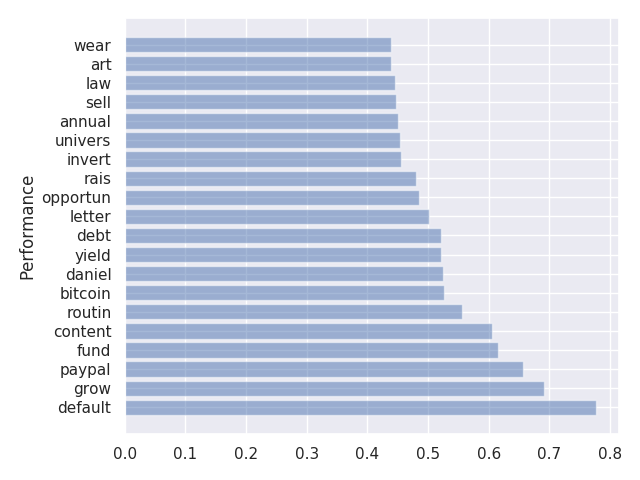 wear
art
law
sell
annual
univers
invert
rais
opportun
letter
debt
yield
daniel
bitcoin
routin
content
fund
paypal
grow
default
Performance
0.0 0.1 0.2 0.3 0.4 0.5 0.6 0.7 0.8